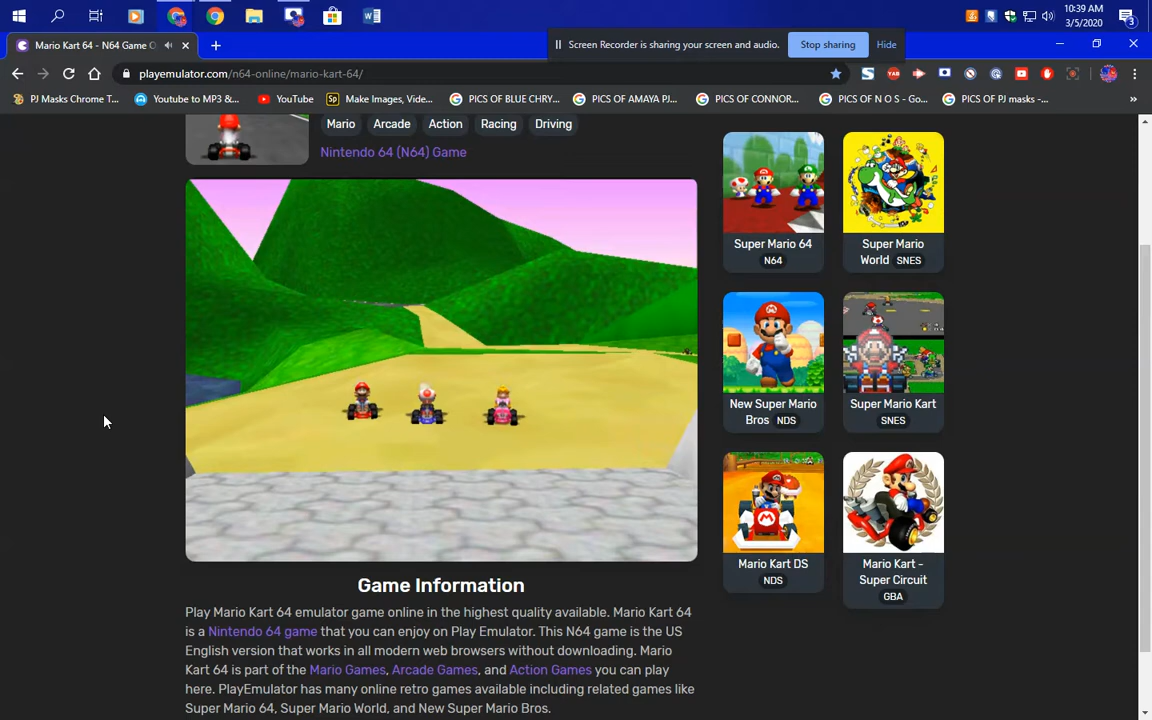 10:39 AM
3/5/2020
3
Mario Kart 64 - N64 Game O
Screen Recorder is sharing your screen and audio.
Stop sharing
Hide
playemulator.com/n64-online/mario-kart-64/
PJ Masks Chrome T...
Youtube to MP3 &...
YouTube
Sp
Make Images, Vide...
PICS OF BLUE CHRY...
PICS OF AMAYA PJ...
PICS OF CONNOR...
PICS OF N O S - Go...
PICS OF PJ masks -...
Mario
Arcade
Action
Racing
Driving
Nintendo 64 (N64) Game
Super Mario 64
N64
Super Mario
World SNES
New Super Mario
Bros NDS
Super Mario Kart
SNES
Mario Kart DS
NDS
Mario Kart -
Super Circuit
GBA
Game Information
Play Mario Kart 64 emulator game online in the highest quality available. Mario Kart 64
is a Nintendo 64 game that you can enjoy on Play Emulator. This N64 game is the US
English version that works in all modern web browsers without downloading. Mario
Kart 64 is part of the Mario Games, Arcade Games, and Action Games you can play
here. PlayEmulator has many online retro games available including related games like
Super Mario 64, Super Mario World, and New Super Mario Bros.